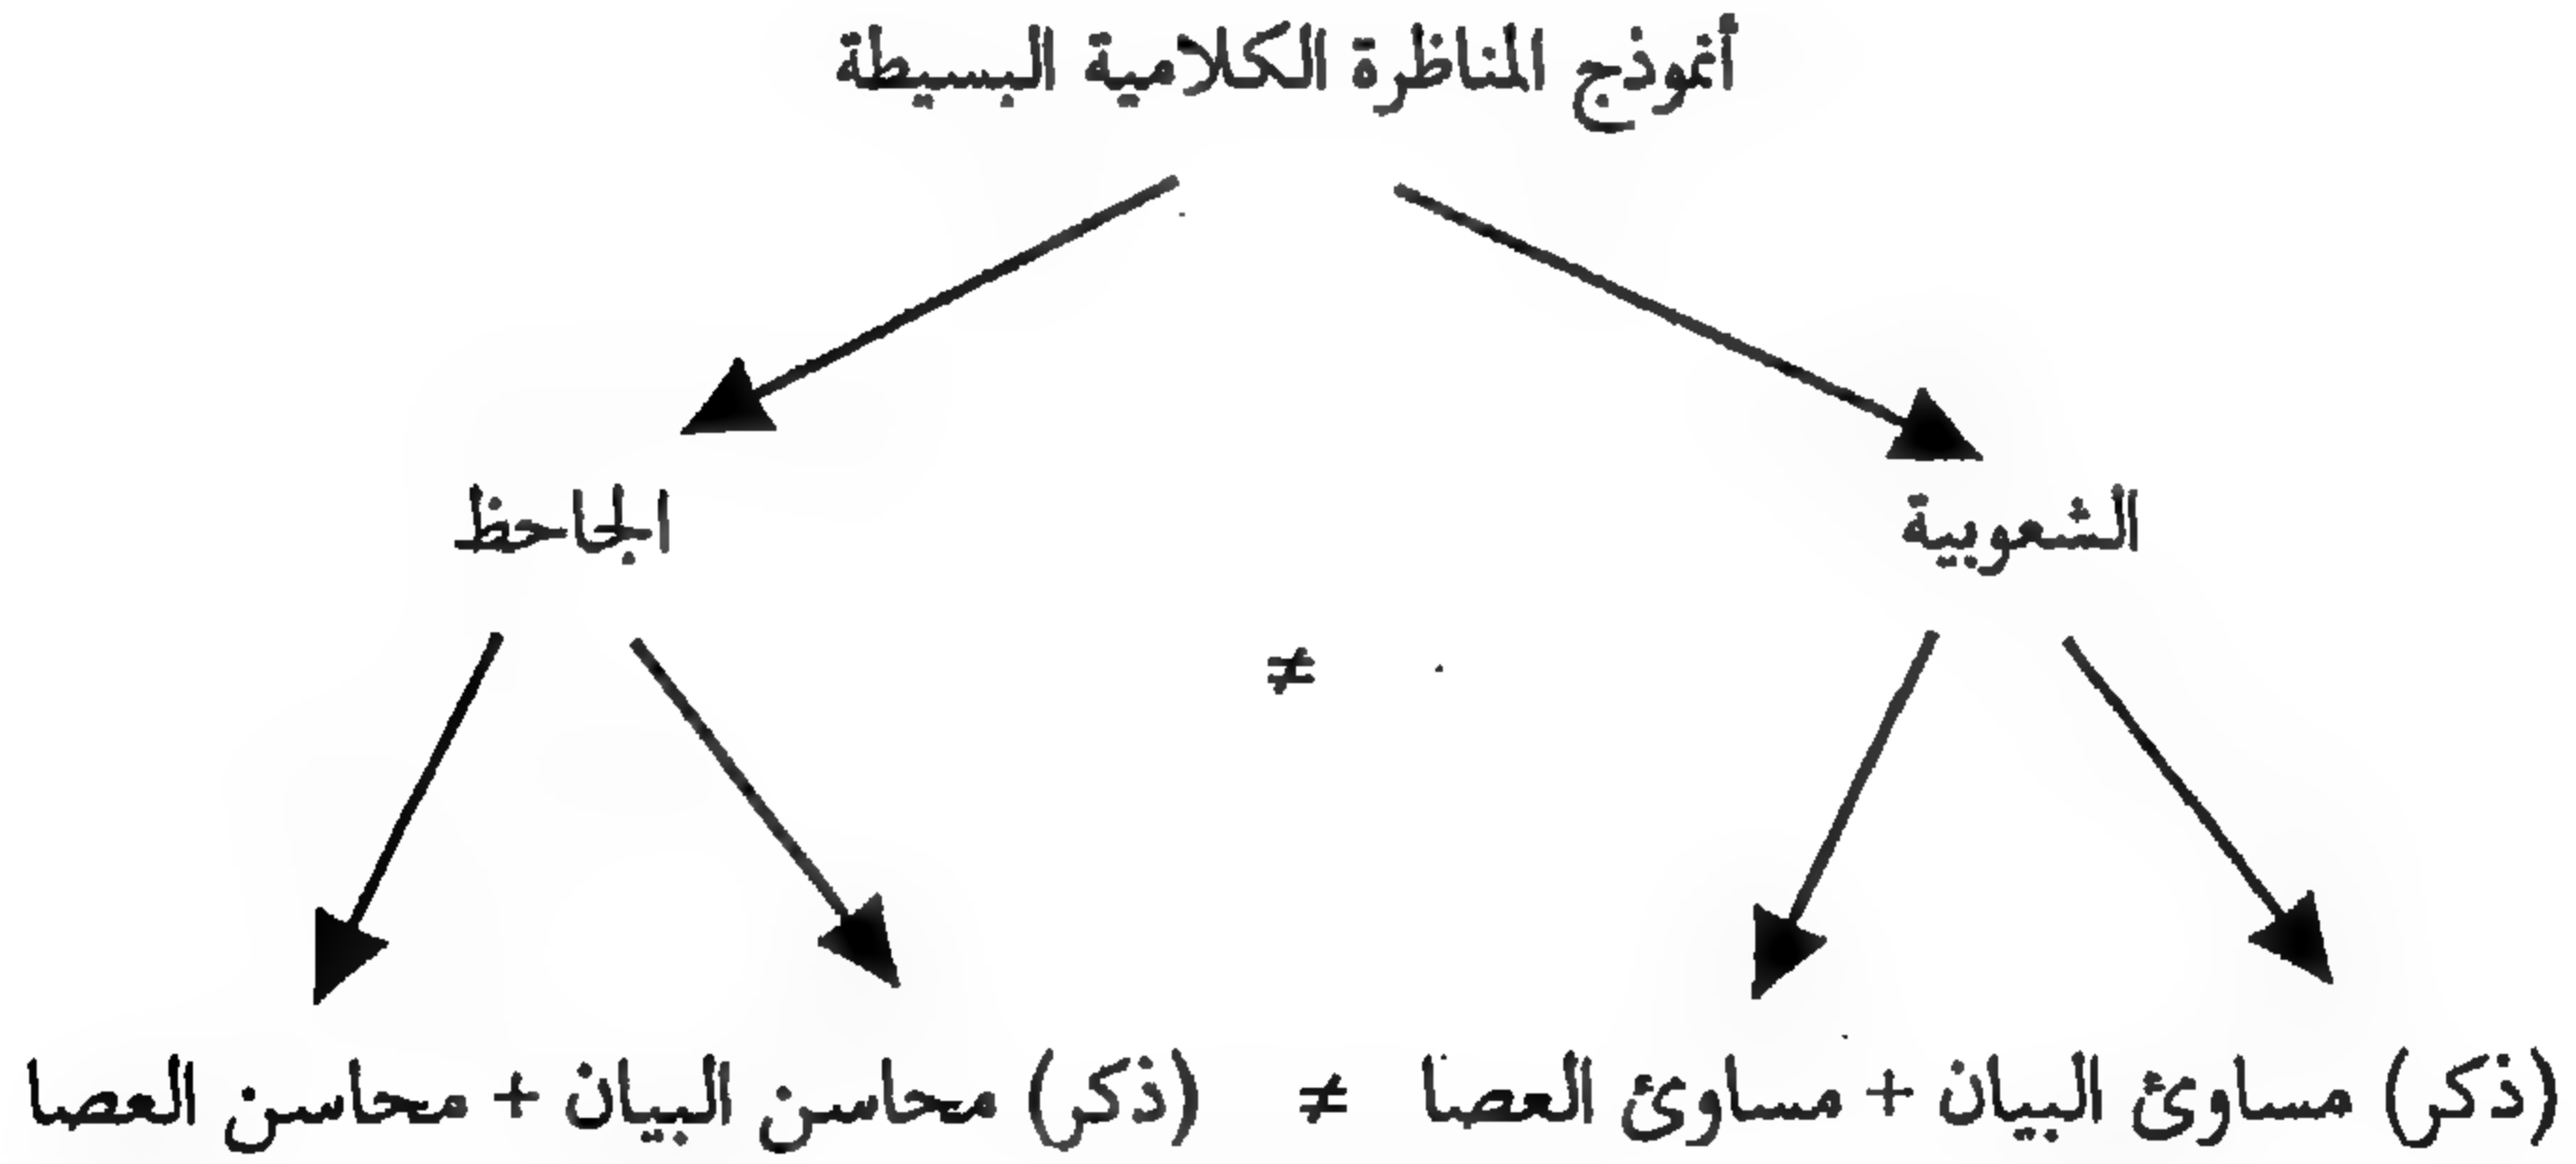 أنموذج المناظرة الكلامية البسيطة
الشعوبية
الجاحظ
≠
(ذكر) مساوئ البيان + مساوئ العصا ≠ (ذكر) محاسن البيان + محاسن العصا